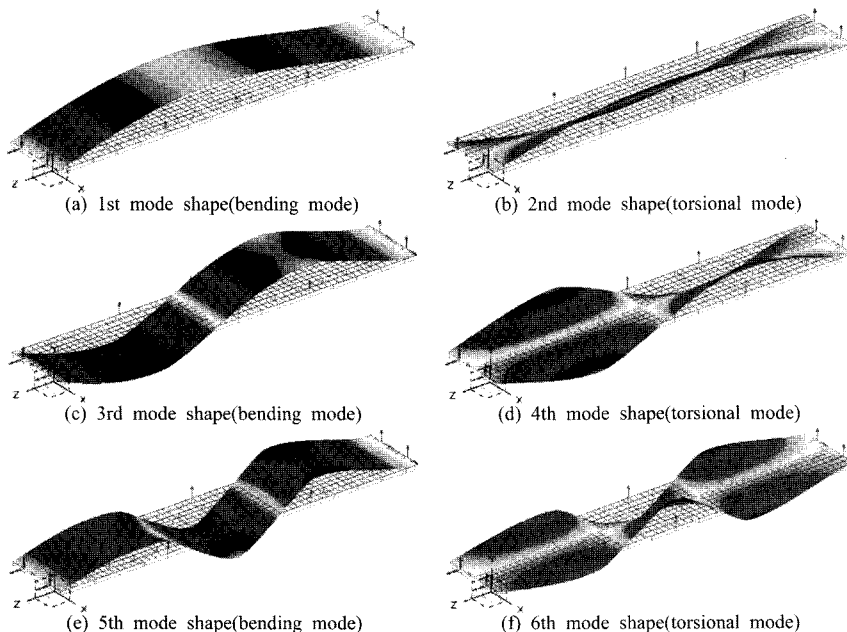 z x
z x
(a) 1st mode shape(bending mode)
(b) 2nd mode shape(torsional mode)
z x
z x
(c) 3rd mode shape(bending mode)
(d) 4th mode shape(torsional mode)
z x
z x
(e) 5th mode shape(bending mode)
(f) 6th mode shape(torsional mode)